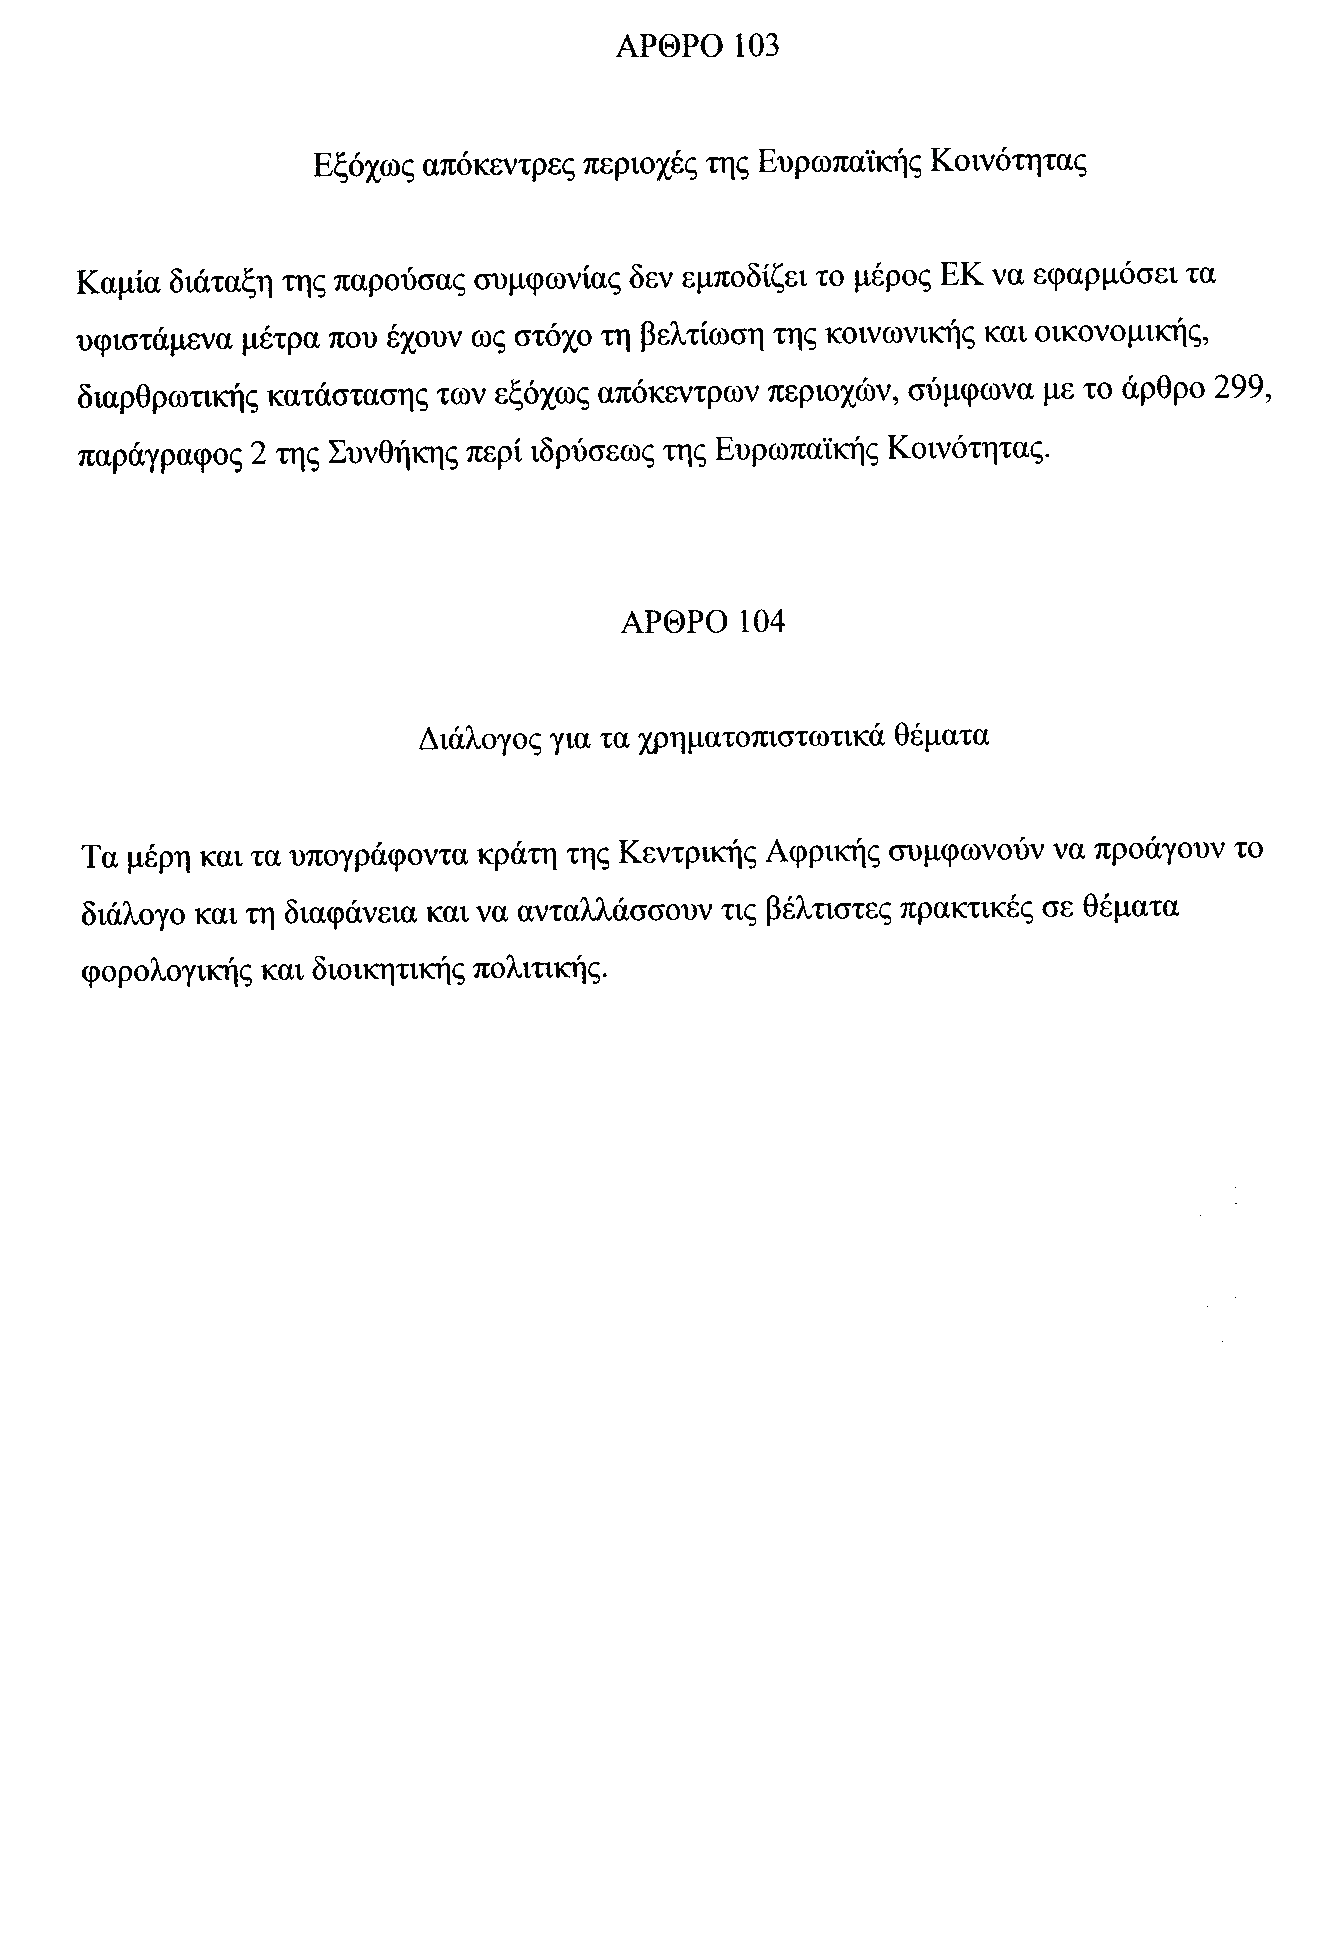 ΑΡΘΡΟ 103
Εξόχως απόκεντρες περιοχές της Ευρωπαϊκής Κοινότητας
Καμία διάταξη της παρούσας συμφωνίας δεν εμποδίζει το μέρος ΕΚ να εφαρμόσει τα
υφιστάμενα μέτρα που έχουν ως στόχο τη βελτίωση της κοινωνικής και οικονομικής,
διαρθρωτικής κατάστασης των εξόχως απόκεντρων περιοχών, σύμφωνα με το άρθρο 299,
παράγραφος 2 της Συνθήκης περί ιδρύσεως της Ευρωπαϊκής Κοινότητας.
ΑΡΘΡΟ 104
Διάλογος για τα χρηματοπιστωτικά θέματα
Τα μέρη και τα υπογράφοντα κράτη της Κεντρικής Αφρικής συμφωνούν να προάγουν το
διάλογο και τη διαφάνεια και να ανταλλάσσουν τις βέλτιστες πρακτικές σε θέματα
φορολογικής και διοικητικής πολιτικής.